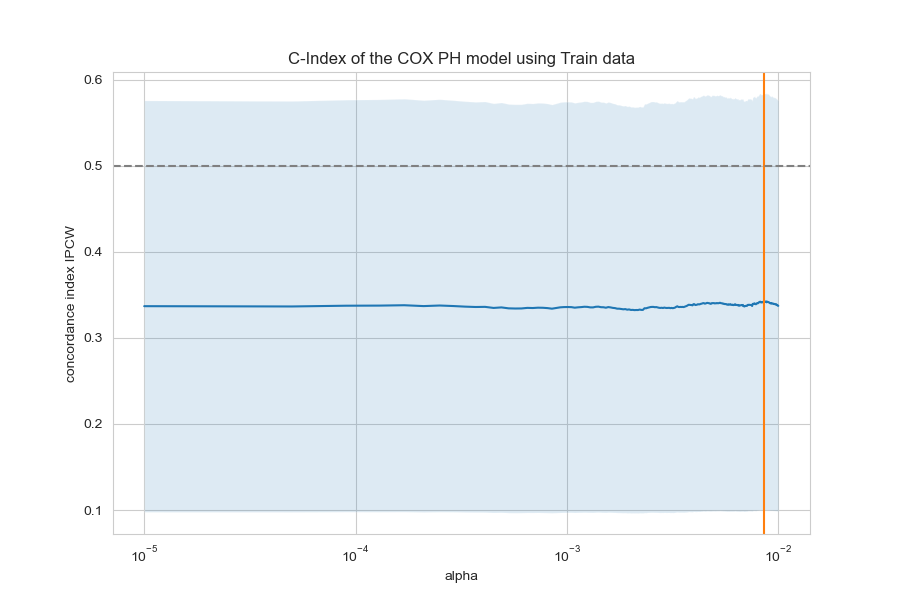 C-Index of the COX PH model using Train data
concordance index IPCW
0.6
0.5
0.4
0.3
0.2
0.1
10⁻⁵ 10⁻⁴ 10⁻³ 10⁻²
alpha